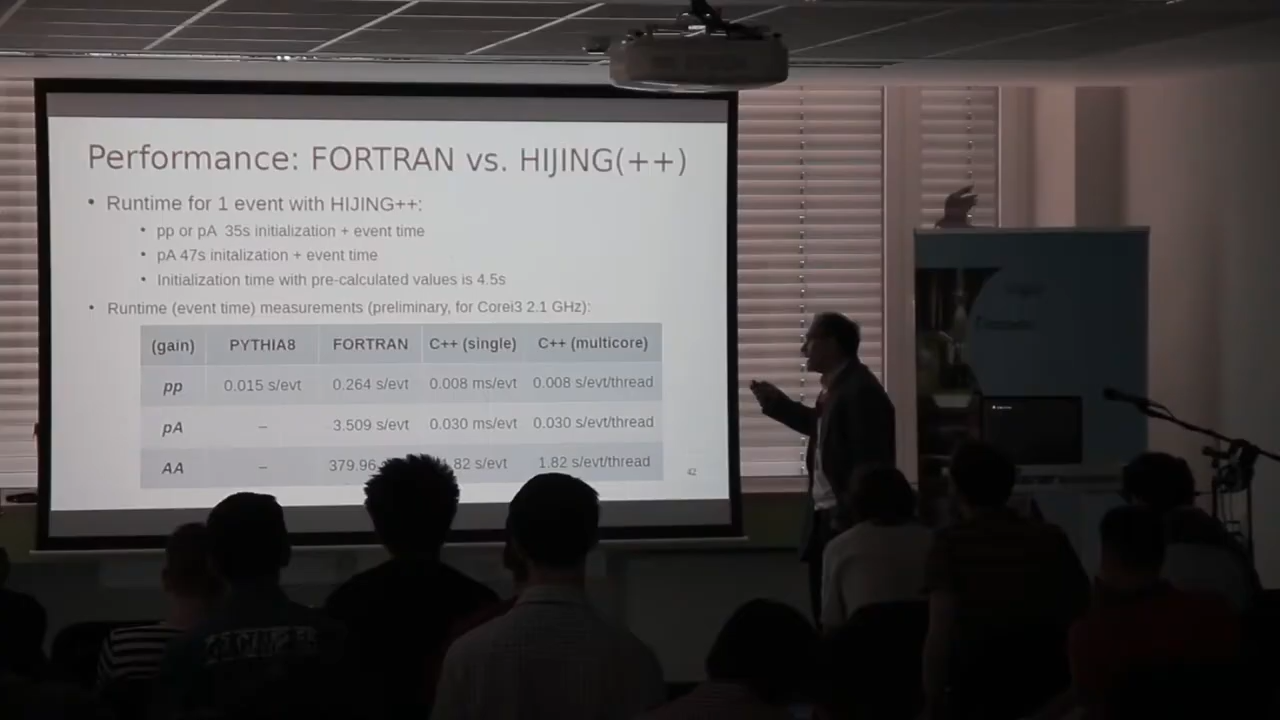 Performance: FORTRAN vs. HIJING(++)
• Runtime for 1 event with HIJING++:
• pp or pA 35s initialization + event time
• pA 47s initalization + event time
• Initialization time with pre-calculated values is 4.5s
• Runtime (event time) measurements (preliminary, for Corei3 2.1 GHz):
(gain) PYTHIA8 FORTRAN C++ (single) C++ (multicore)
pp 0.015 s/evt 0.264 s/evt 0.008 ms/evt 0.008 s/evt/thread
pA – 3.509 s/evt 0.030 ms/evt 0.030 s/evt/thread
AA – 379.96 82 s/evt 1.82 s/evt/thread
42